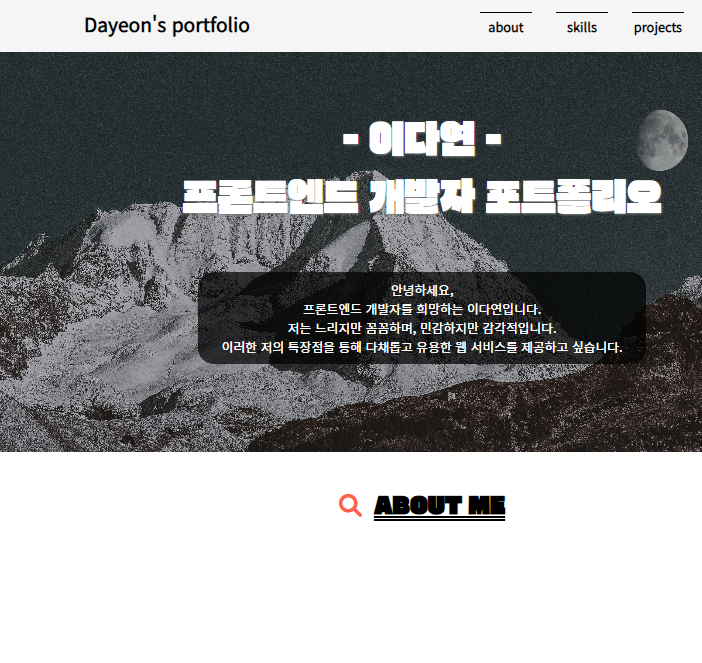 Dayeon's portfolio
about skills projects
- 이다연 -
프론트엔드 개발자 포트폴리오
안녕하세요,
프론트엔드 개발자를 희망하는 이다연입니다.
저는 느리지만 꼼꼼하며, 민감하지만 감각적입니다.
이러한 저의 특장점을 통해 다채롭고 유용한 웹 서비스를 제공하고 싶습니다.
ABOUT ME